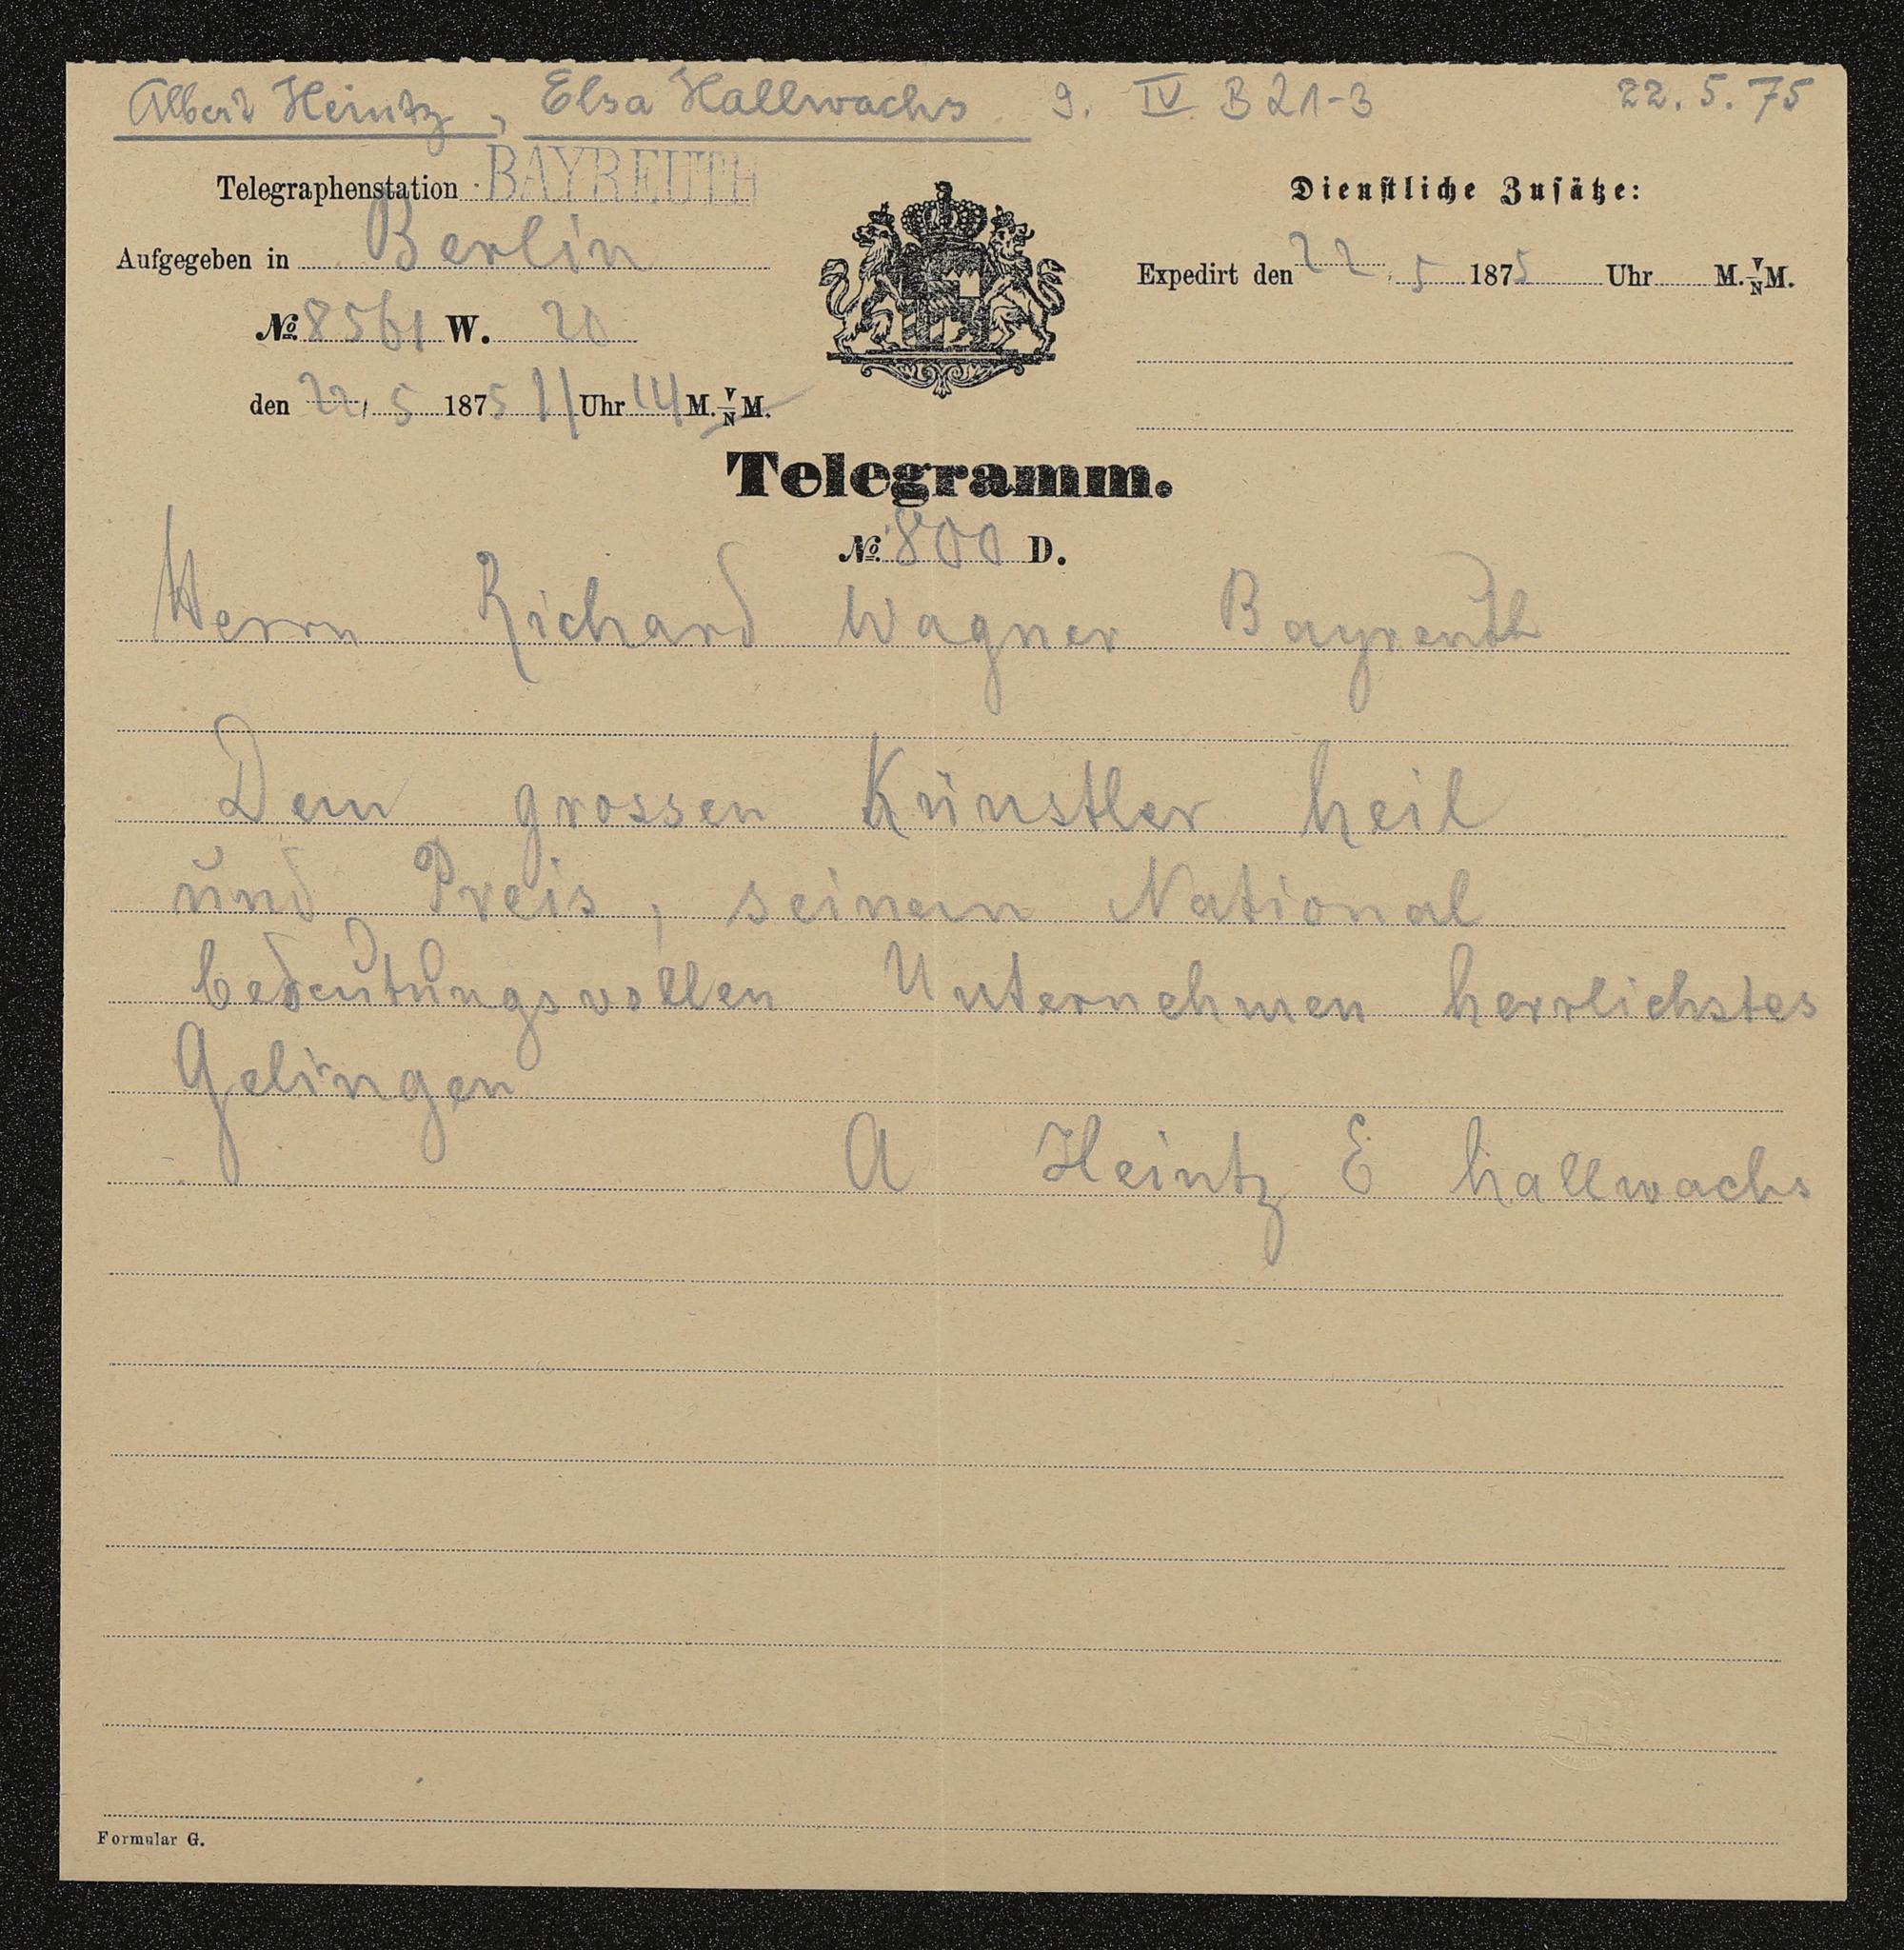 Albert Heintz, Elsa Hallwachs 9. IV B 21-3 22.5.75
Telegraphenstation BAYREUTH
Dienstliche Zusätze:
Aufgegeben in Berlin
Expedirt den 22. 5 1875 Uhr M. V/N M.
No. 8561 W. 20
den 22/5 1875 11 Uhr 14 M. V/N M.
Telegramm.
No. 800 D.
Herrn Richard Wagner Bayreuth
Dem grossen Künstler heil
und Preis, seinem National
bedeutungsvollen Unternehmen herrlichstes
Gelingen
A Heintz E hallwachs
Formular G.